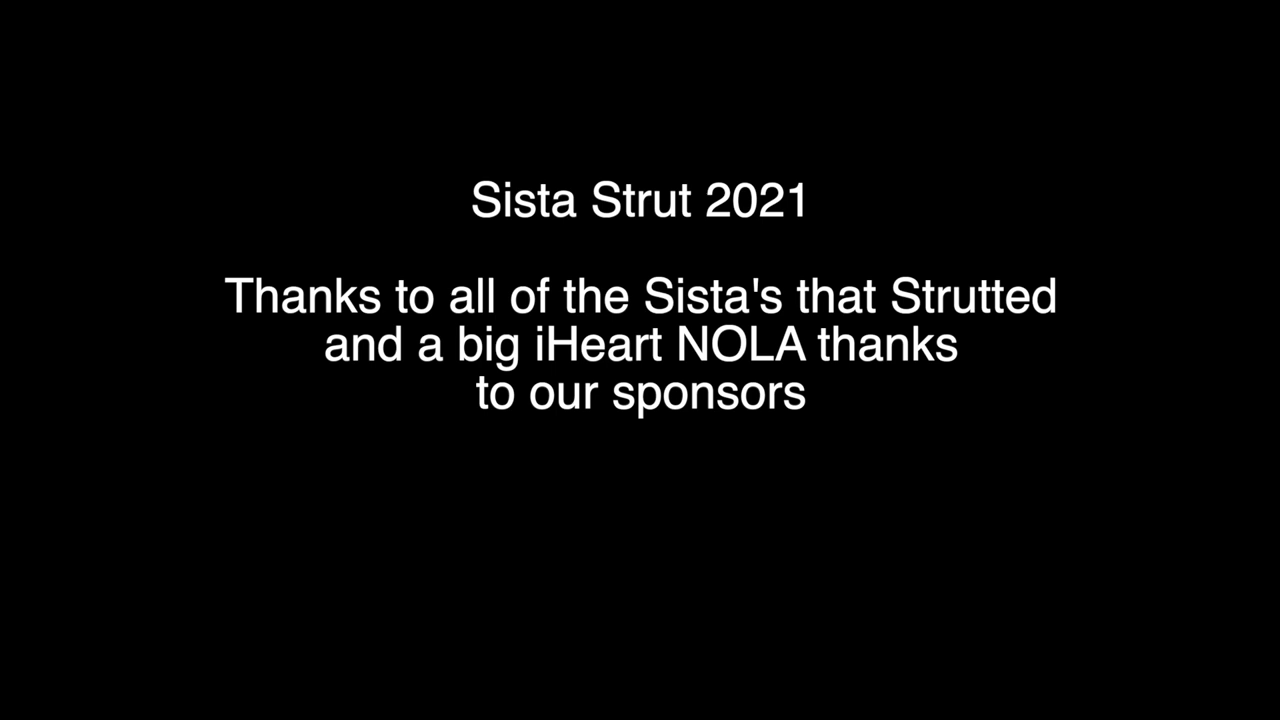 Sista Strut 2021
Thanks to all of the Sista's that Strutted
and a big iHeart NOLA thanks
to our sponsors